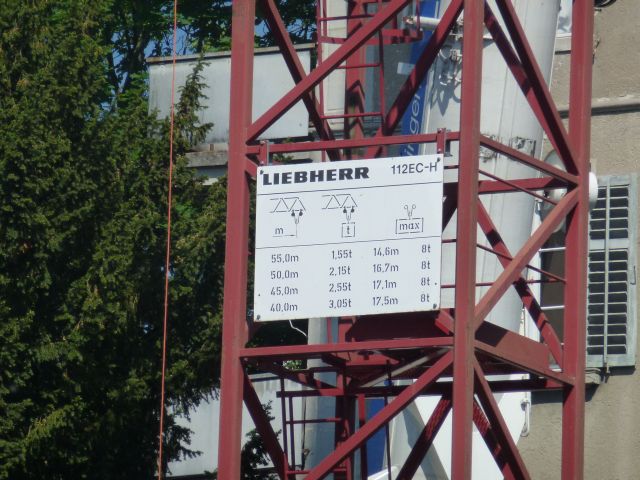 LIEBHERR 112EC-H
m t max
55,0m 1,55t 14,6m 8t
50,0m 2,15t 16,7m 8t
45,0m 2,55t 17,1m 8t
40,0m 3,05t 17,5m 8t